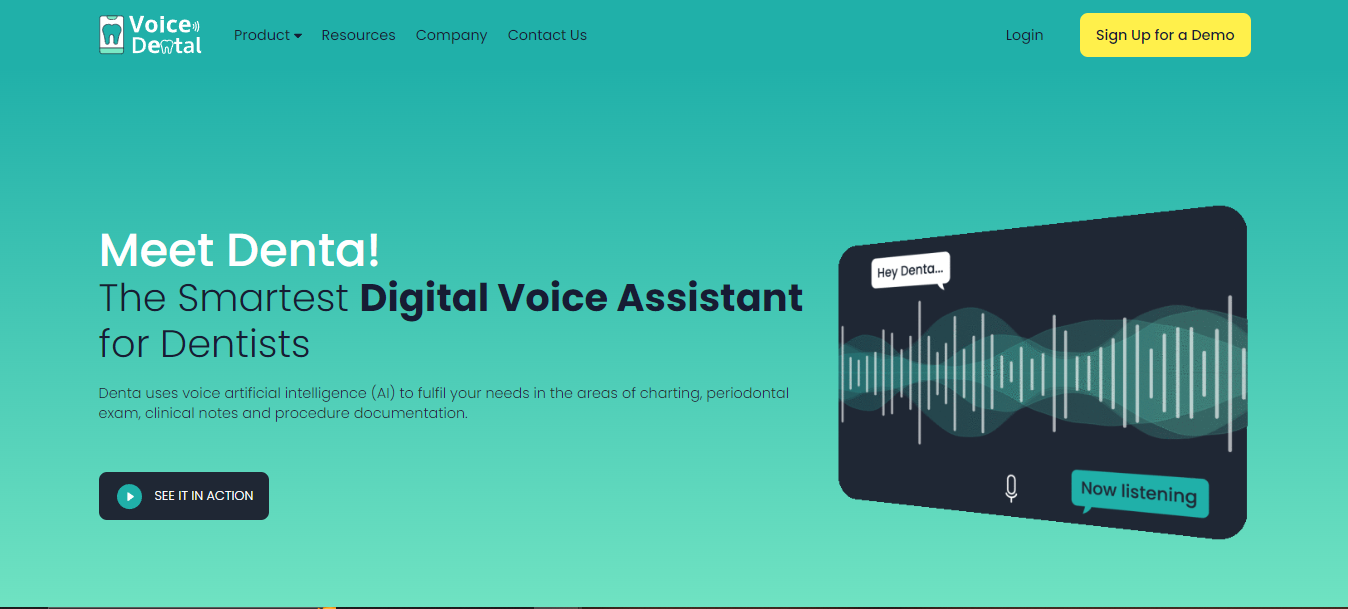 Voice
Dental
Product
Resources
Company
Contact Us
Login
Sign Up for a Demo
Meet Denta!
The Smartest Digital Voice Assistant
for Dentists
Denta uses voice artificial intelligence (AI) to fulfil your needs in the areas of charting, periodontal
exam, clinical notes and procedure documentation.
SEE IT IN ACTION
Hey Denta...
Now listening